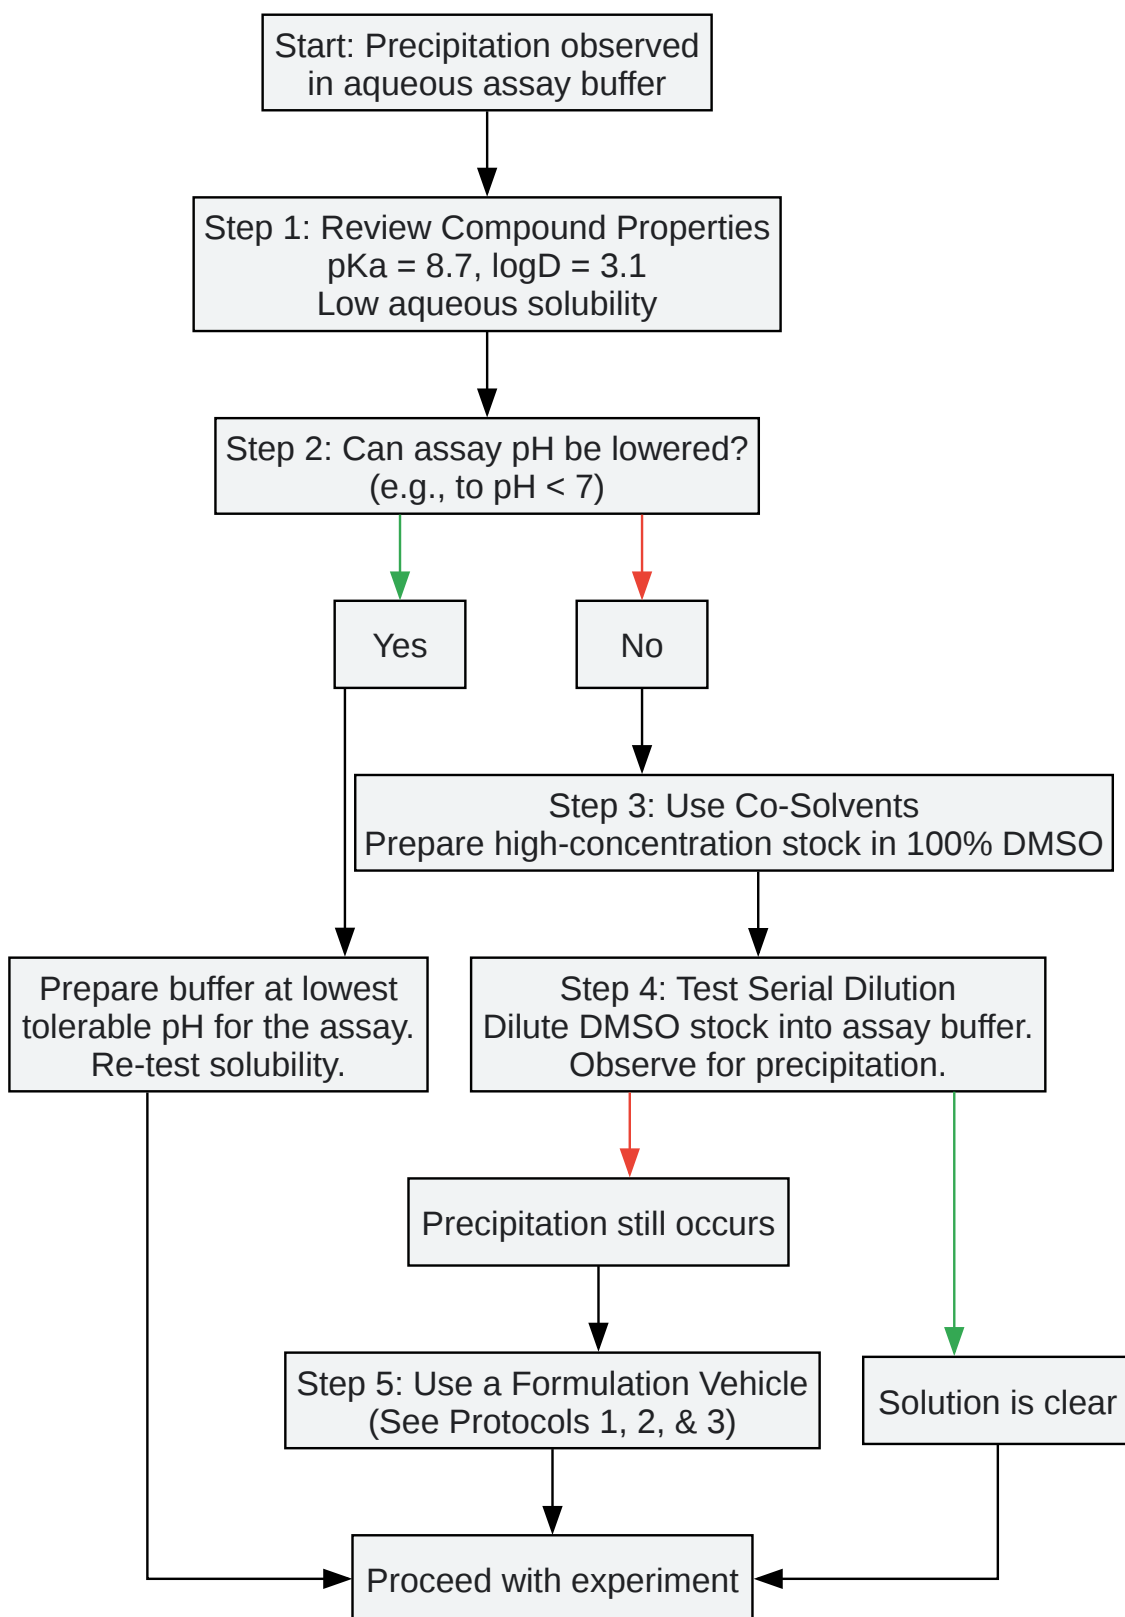 Start: Precipitation observed
in aqueous assay buffer
Step 1: Review Compound Properties
pKa = 8.7, logD = 3.1
Low aqueous solubility
Step 2: Can assay pH be lowered?
(e.g., to pH < 7)
Yes
No
Step 3: Use Co-Solvents
Prepare high-concentration stock in 100% DMSO
Prepare buffer at lowest
tolerable pH for the assay.
Re-test solubility.
Step 4: Test Serial Dilution
Dilute DMSO stock into assay buffer.
Observe for precipitation.
Precipitation still occurs
Step 5: Use a Formulation Vehicle
(See Protocols 1, 2, & 3)
Solution is clear
Proceed with experiment